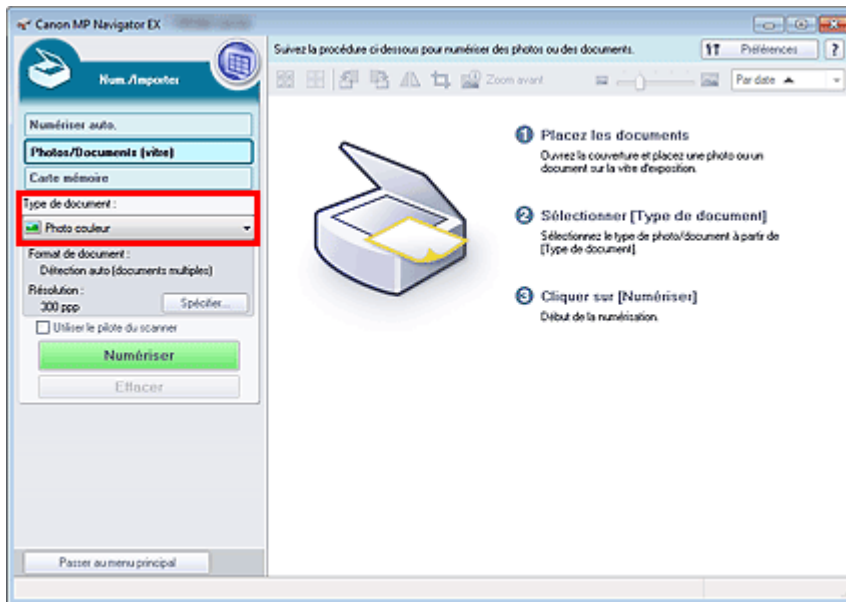 Canon MP Navigator EX
Num./Importer
Suivez la procédure ci-dessous pour numériser des photos ou des documents.
Préférences
?
Zoom avant
Par date
Numériser auto.
Photos/Documents (vitre)
Carte mémoire
Type de document :
Photo couleur
Format de document :
Détection auto (documents multiples)
Résolution :
300 ppp
Spécifier...
Utiliser le pilote du scanner
Numériser
Effacer
Passer au menu principal
1 Placez les documents
Ouvrez la couverture et placez une photo ou un
document sur la vitre d'exposition.
2 Sélectionner [Type de document]
Sélectionnez le type de photo/document à partir de
[Type de document].
3 Cliquer sur [Numériser]
Début de la numérisation.